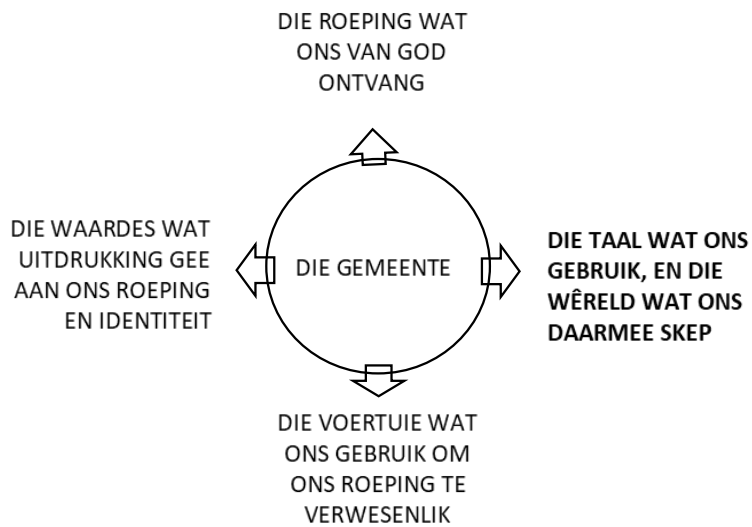 DIE ROEPING WAT
ONS VAN GOD
ONTVANG
DIE WAARDES WAT
UITDRUKKING GEE
AAN ONS ROEPING
EN IDENTITEIT
DIE GEMEENTE
DIE TAAL WAT ONS
GEBRUIK, EN DIE
WÊRELD WAT ONS
DAARMEE SKEP
DIE VOERTUIE WAT
ONS GEBRUIK OM
ONS ROEPING TE
VERWESENLIK